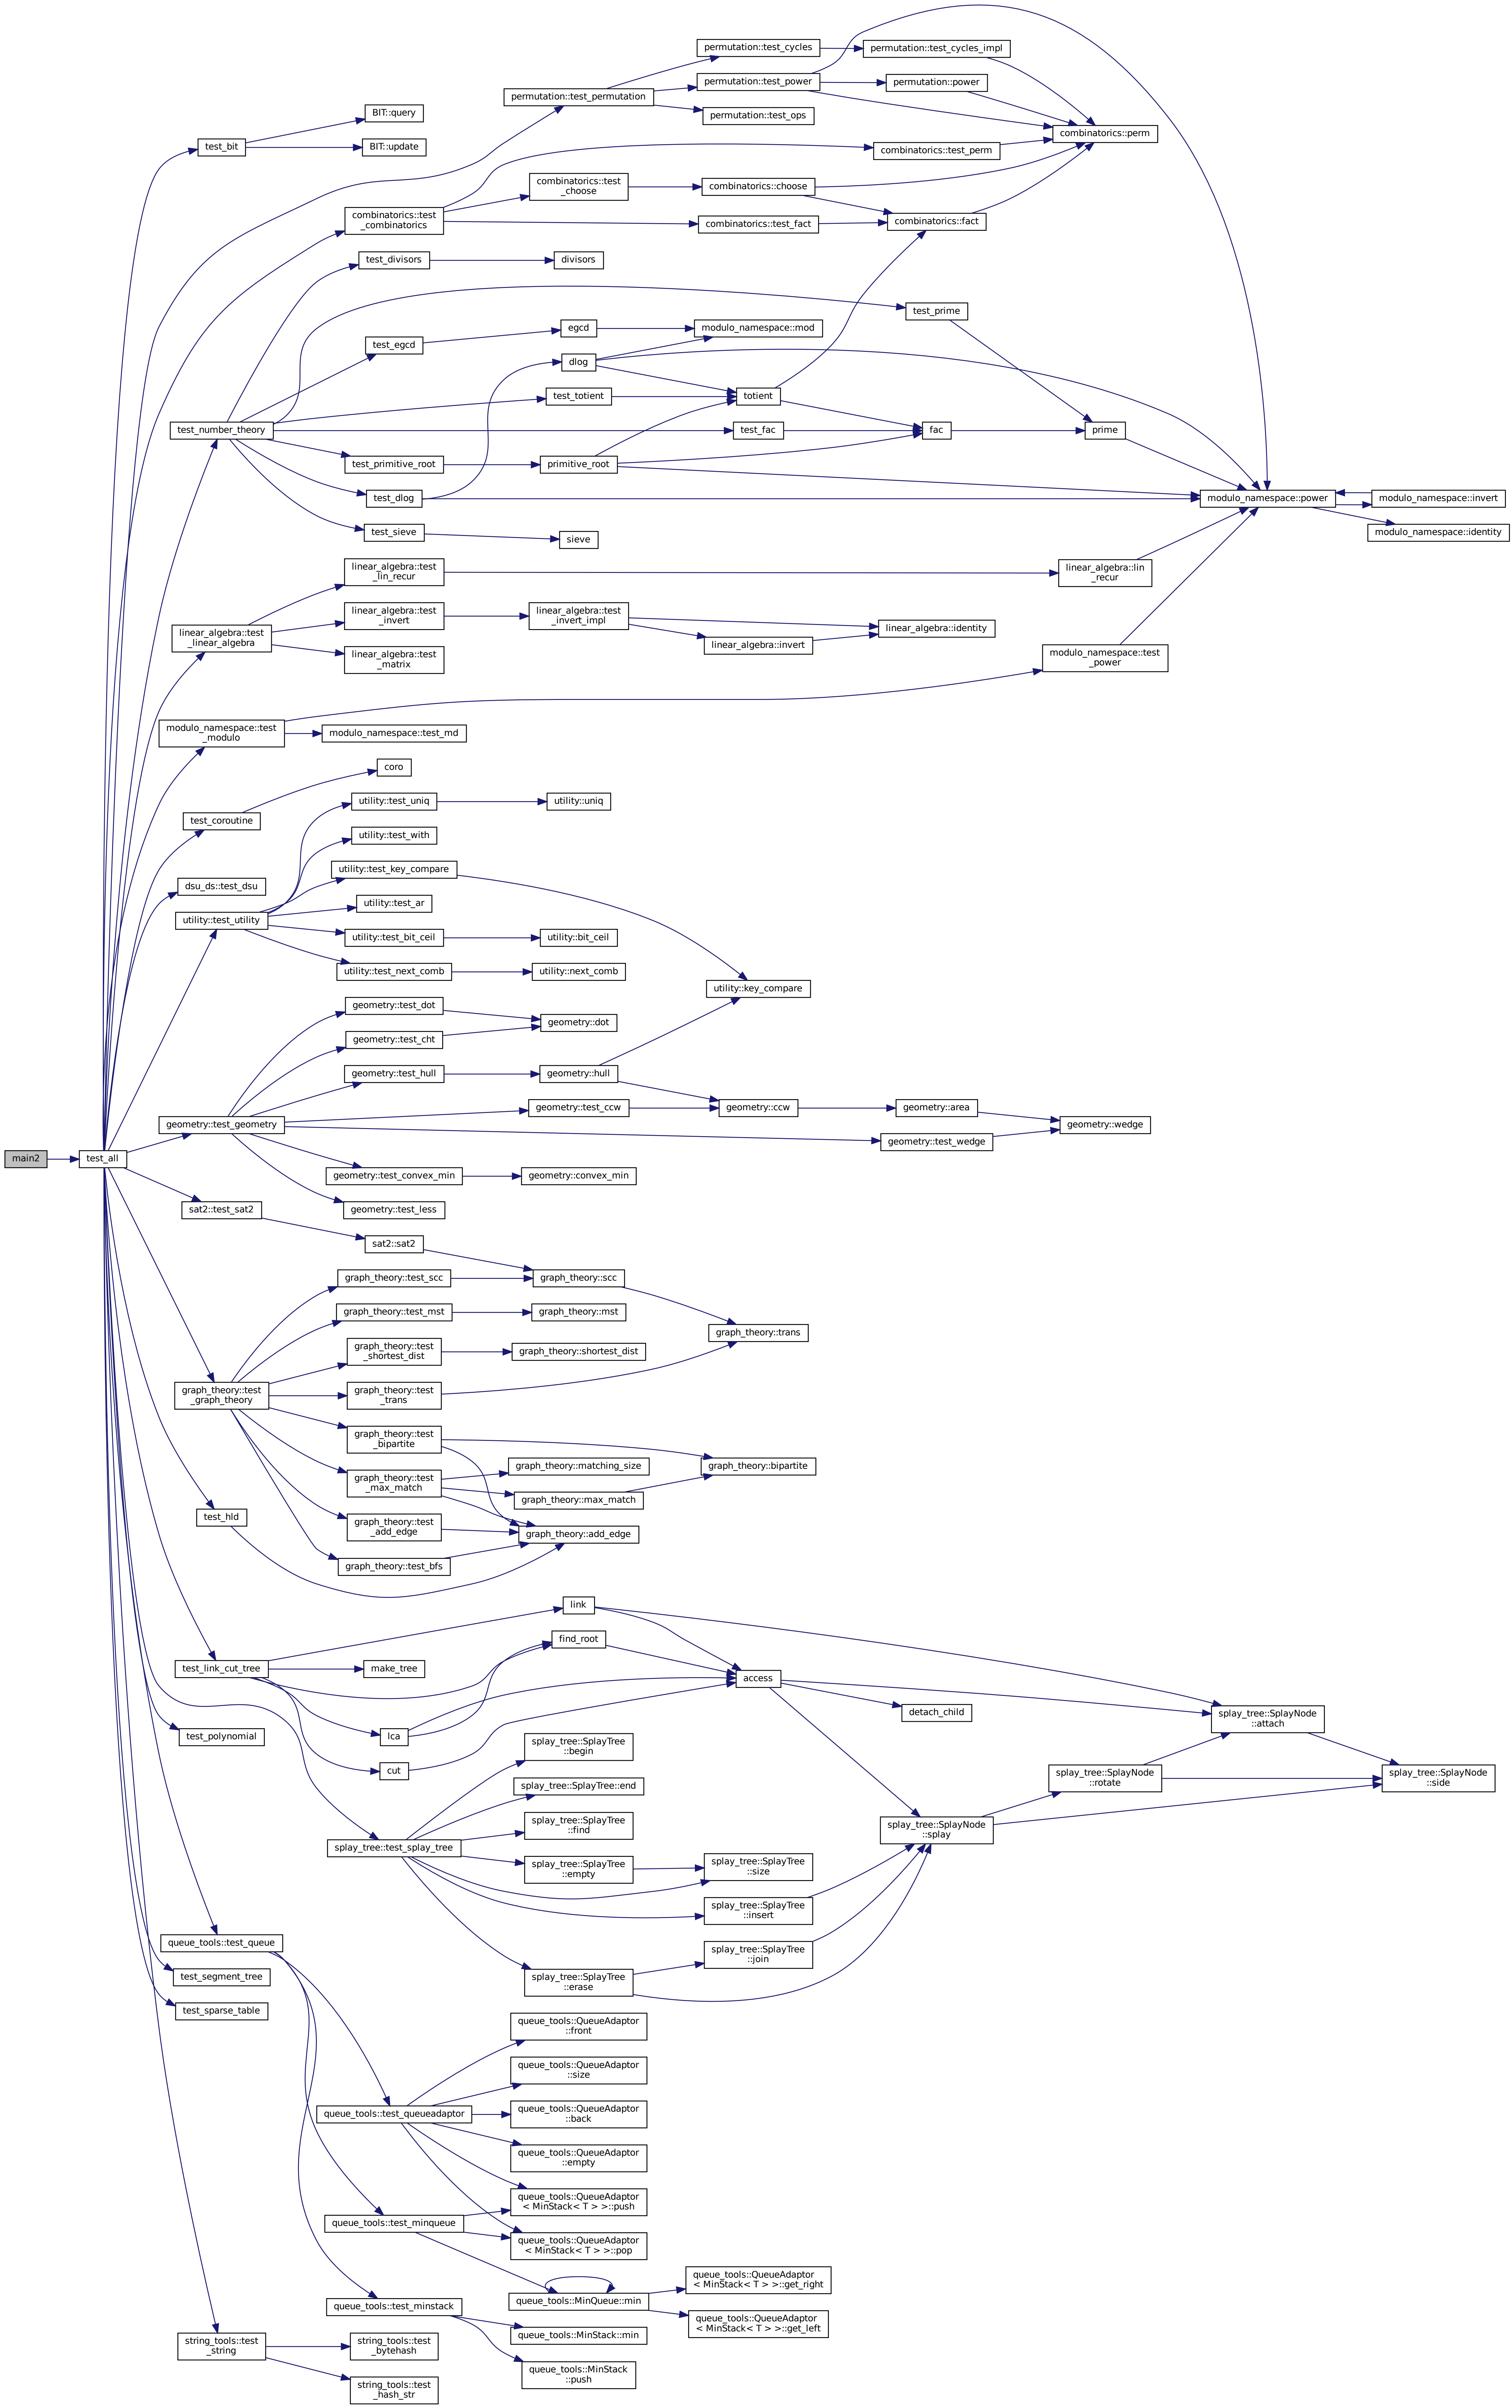 permutation::test_cycles
permutation::test_cycles_impl
permutation::test_power
permutation::power
permutation::test_permutation
BIT::query
permutation::test_ops
combinatorics::perm
test_bit
BIT::update
combinatorics::test_perm
combinatorics::test
_choose
combinatorics::choose
combinatorics::test
_combinatorics
combinatorics::test_fact
combinatorics::fact
test_divisors
divisors
test_prime
egcd
modulo_namespace::mod
test_egcd
dlog
test_totient
totient
test_number_theory
test_fac
fac
prime
test_primitive_root
primitive_root
test_dlog
modulo_namespace::power
modulo_namespace::invert
test_sieve
sieve
modulo_namespace::identity
linear_algebra::test
_lin_recur
linear_algebra::lin
_recur
linear_algebra::test
_invert
linear_algebra::test
_invert_impl
linear_algebra::identity
linear_algebra::test
_linear_algebra
linear_algebra::invert
linear_algebra::test
_matrix
modulo_namespace::test
_power
modulo_namespace::test
_modulo
modulo_namespace::test_md
coro
utility::test_uniq
utility::uniq
test_coroutine
utility::test_with
utility::test_key_compare
dsu_ds::test_dsu
utility::test_ar
utility::test_utility
utility::test_bit_ceil
utility::bit_ceil
utility::test_next_comb
utility::next_comb
utility::key_compare
geometry::test_dot
geometry::dot
geometry::test_cht
geometry::test_hull
geometry::hull
geometry::test_ccw
geometry::ccw
geometry::area
geometry::test_geometry
geometry::wedge
geometry::test_wedge
main2
test_all
geometry::test_convex_min
geometry::convex_min
sat2::test_sat2
geometry::test_less
sat2::sat2
graph_theory::test_scc
graph_theory::scc
graph_theory::test_mst
graph_theory::mst
graph_theory::trans
graph_theory::test
_shortest_dist
graph_theory::shortest_dist
graph_theory::test
_graph_theory
graph_theory::test
_trans
graph_theory::test
_bipartite
graph_theory::matching_size
graph_theory::bipartite
graph_theory::test
_max_match
graph_theory::max_match
test_hld
graph_theory::test
_add_edge
graph_theory::add_edge
graph_theory::test_bfs
link
find_root
test_link_cut_tree
make_tree
access
detach_child
splay_tree::SplayNode
::attach
test_polynomial
lca
splay_tree::SplayTree
::begin
cut
splay_tree::SplayNode
::rotate
splay_tree::SplayNode
::side
splay_tree::SplayTree::end
splay_tree::SplayTree
::find
splay_tree::SplayNode
::splay
splay_tree::test_splay_tree
splay_tree::SplayTree
::empty
splay_tree::SplayTree
::size
splay_tree::SplayTree
::insert
queue_tools::test_queue
splay_tree::SplayTree
::join
test_segment_tree
splay_tree::SplayTree
::erase
test_sparse_table
queue_tools::QueueAdaptor
::front
queue_tools::QueueAdaptor
::size
queue_tools::test_queueadaptor
queue_tools::QueueAdaptor
::back
queue_tools::QueueAdaptor
::empty
queue_tools::QueueAdaptor
< MinStack< T > >::push
queue_tools::test_minqueue
queue_tools::QueueAdaptor
< MinStack< T > >::pop
queue_tools::QueueAdaptor
< MinStack< T > >::get_right
queue_tools::MinQueue::min
queue_tools::test_minstack
queue_tools::QueueAdaptor
< MinStack< T > >::get_left
queue_tools::MinStack::min
string_tools::test
_string
string_tools::test
_bytehash
queue_tools::MinStack
::push
string_tools::test
_hash_str